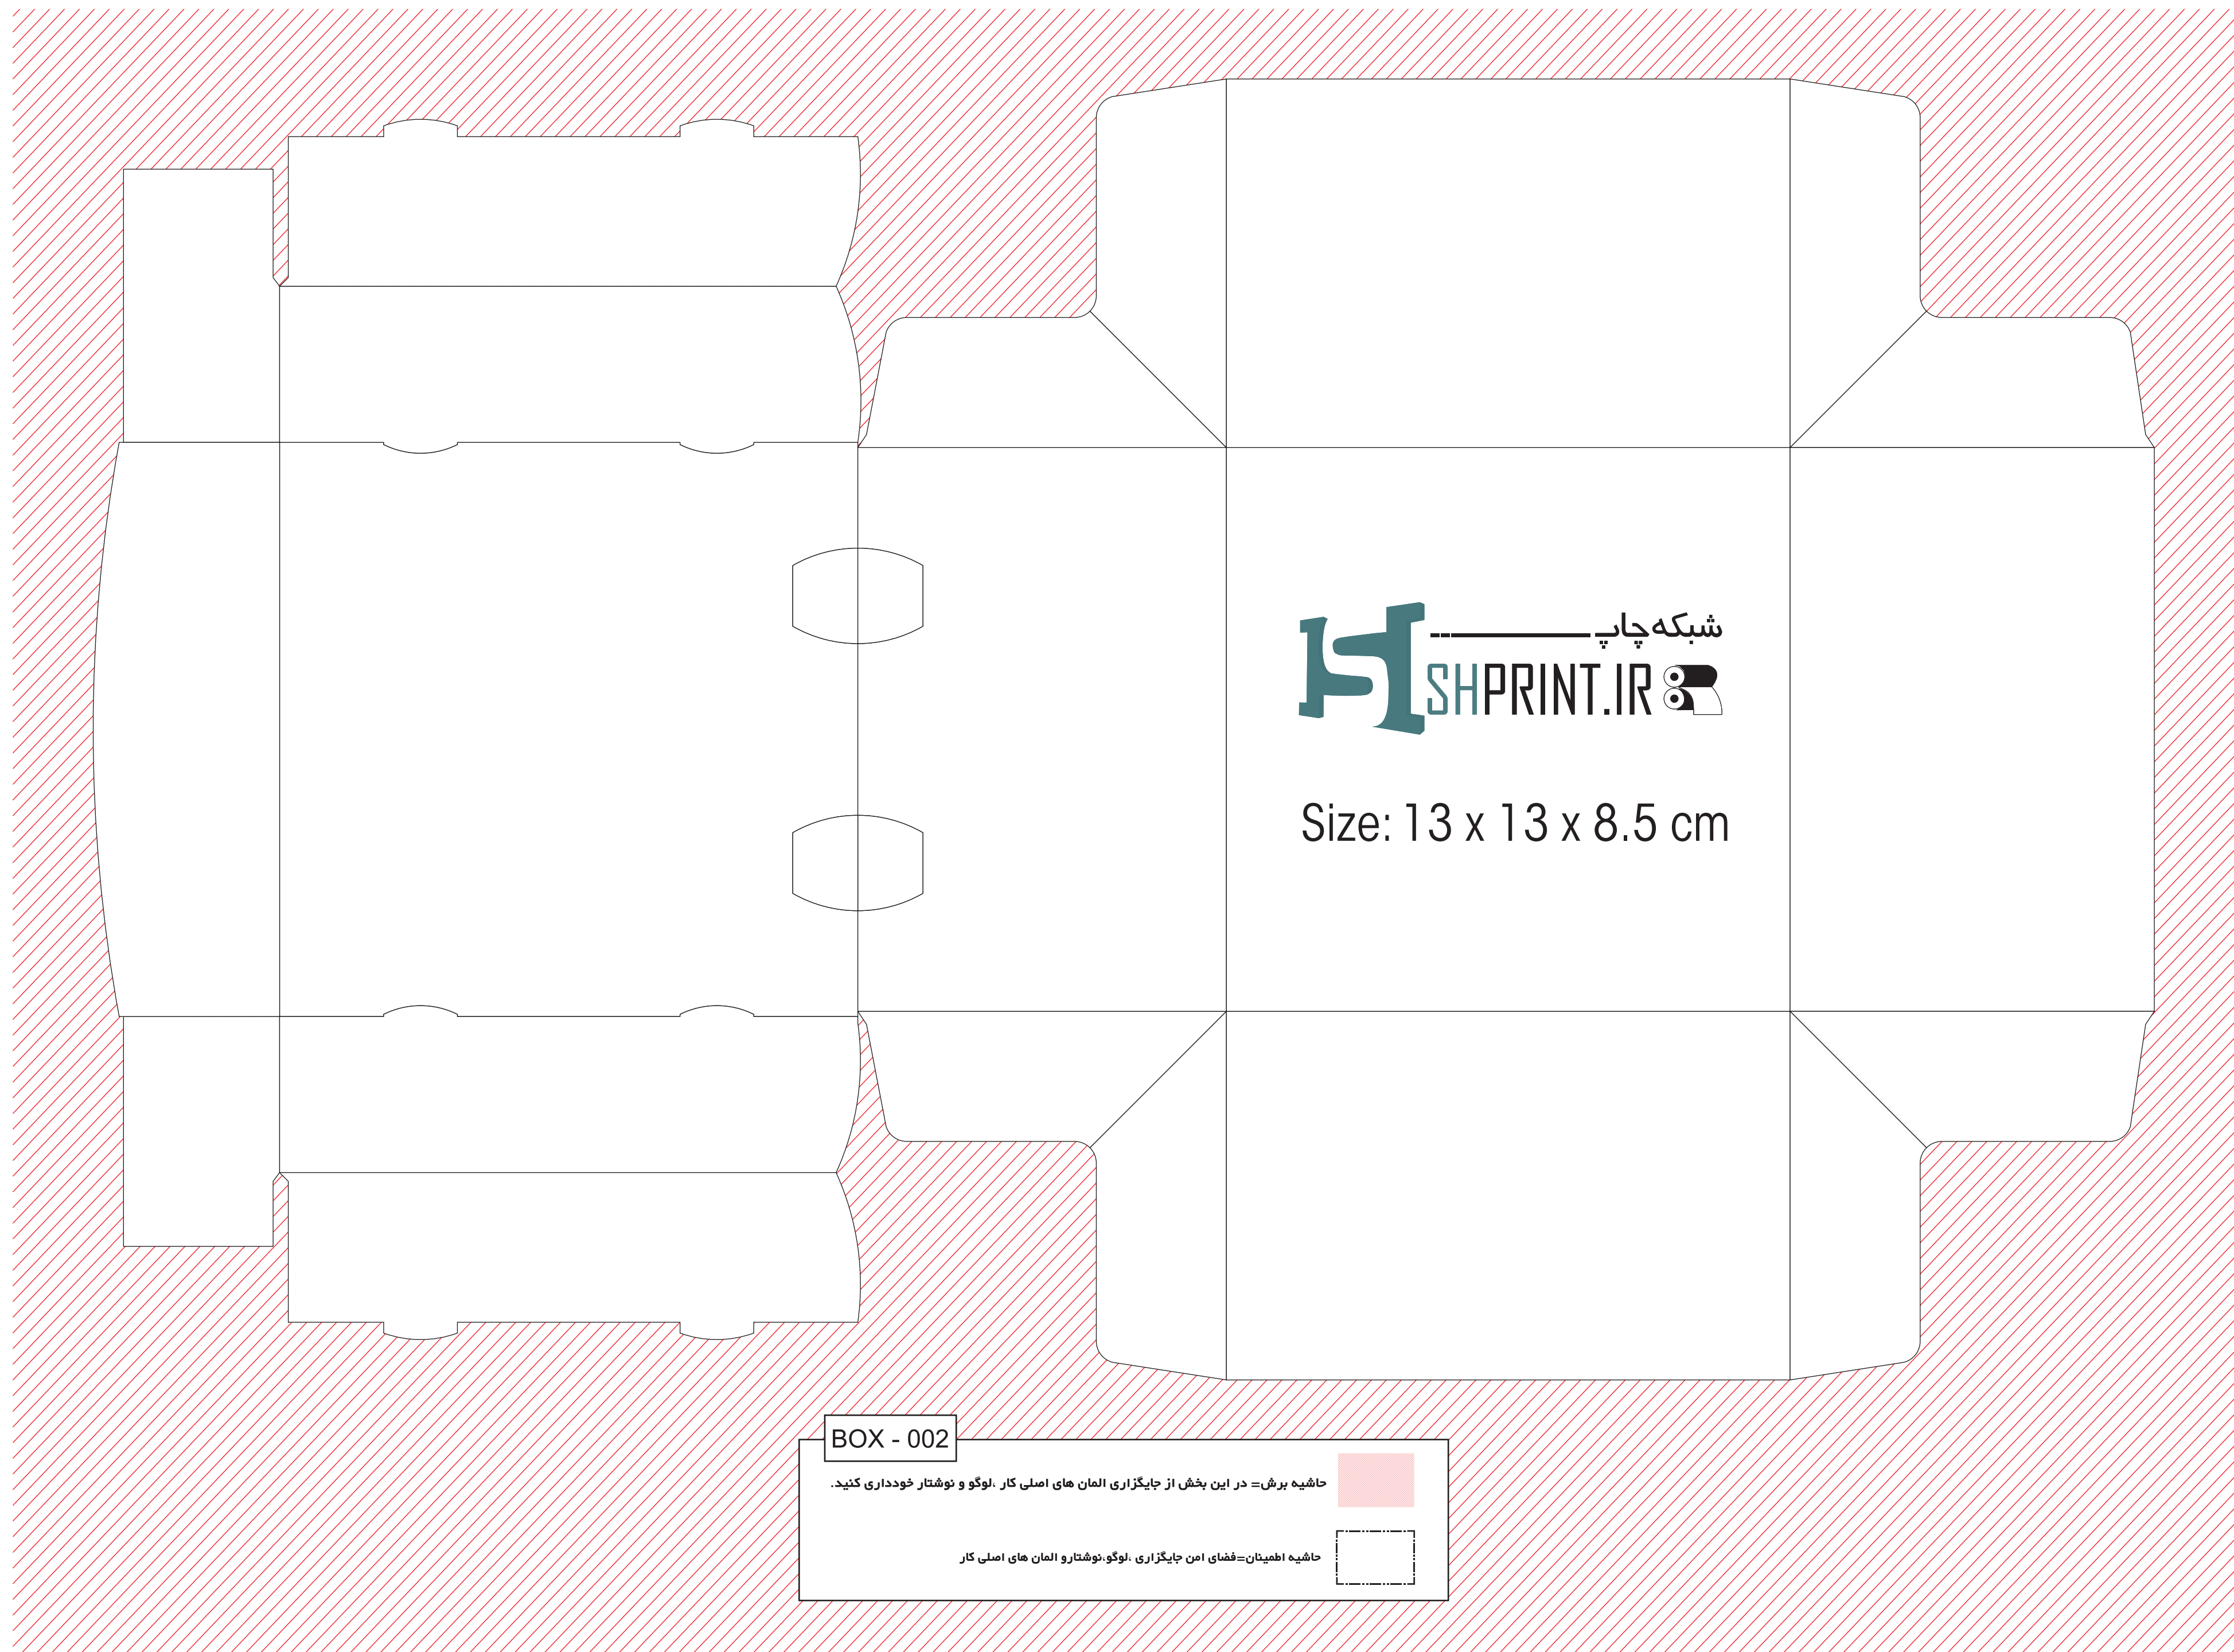 شبکه چاپ
SHPRINT.IR
Size: 13 x 13 x 8.5 cm
BOX - 002
حاشیه برش= در این بخش از جایگزاری المان های اصلی کار ،لوگو و نوشتار خودداری کنید.
حاشیه اطمینان=فضای امن جایگزاری ،لوگو،نوشتارو المان های اصلی کار